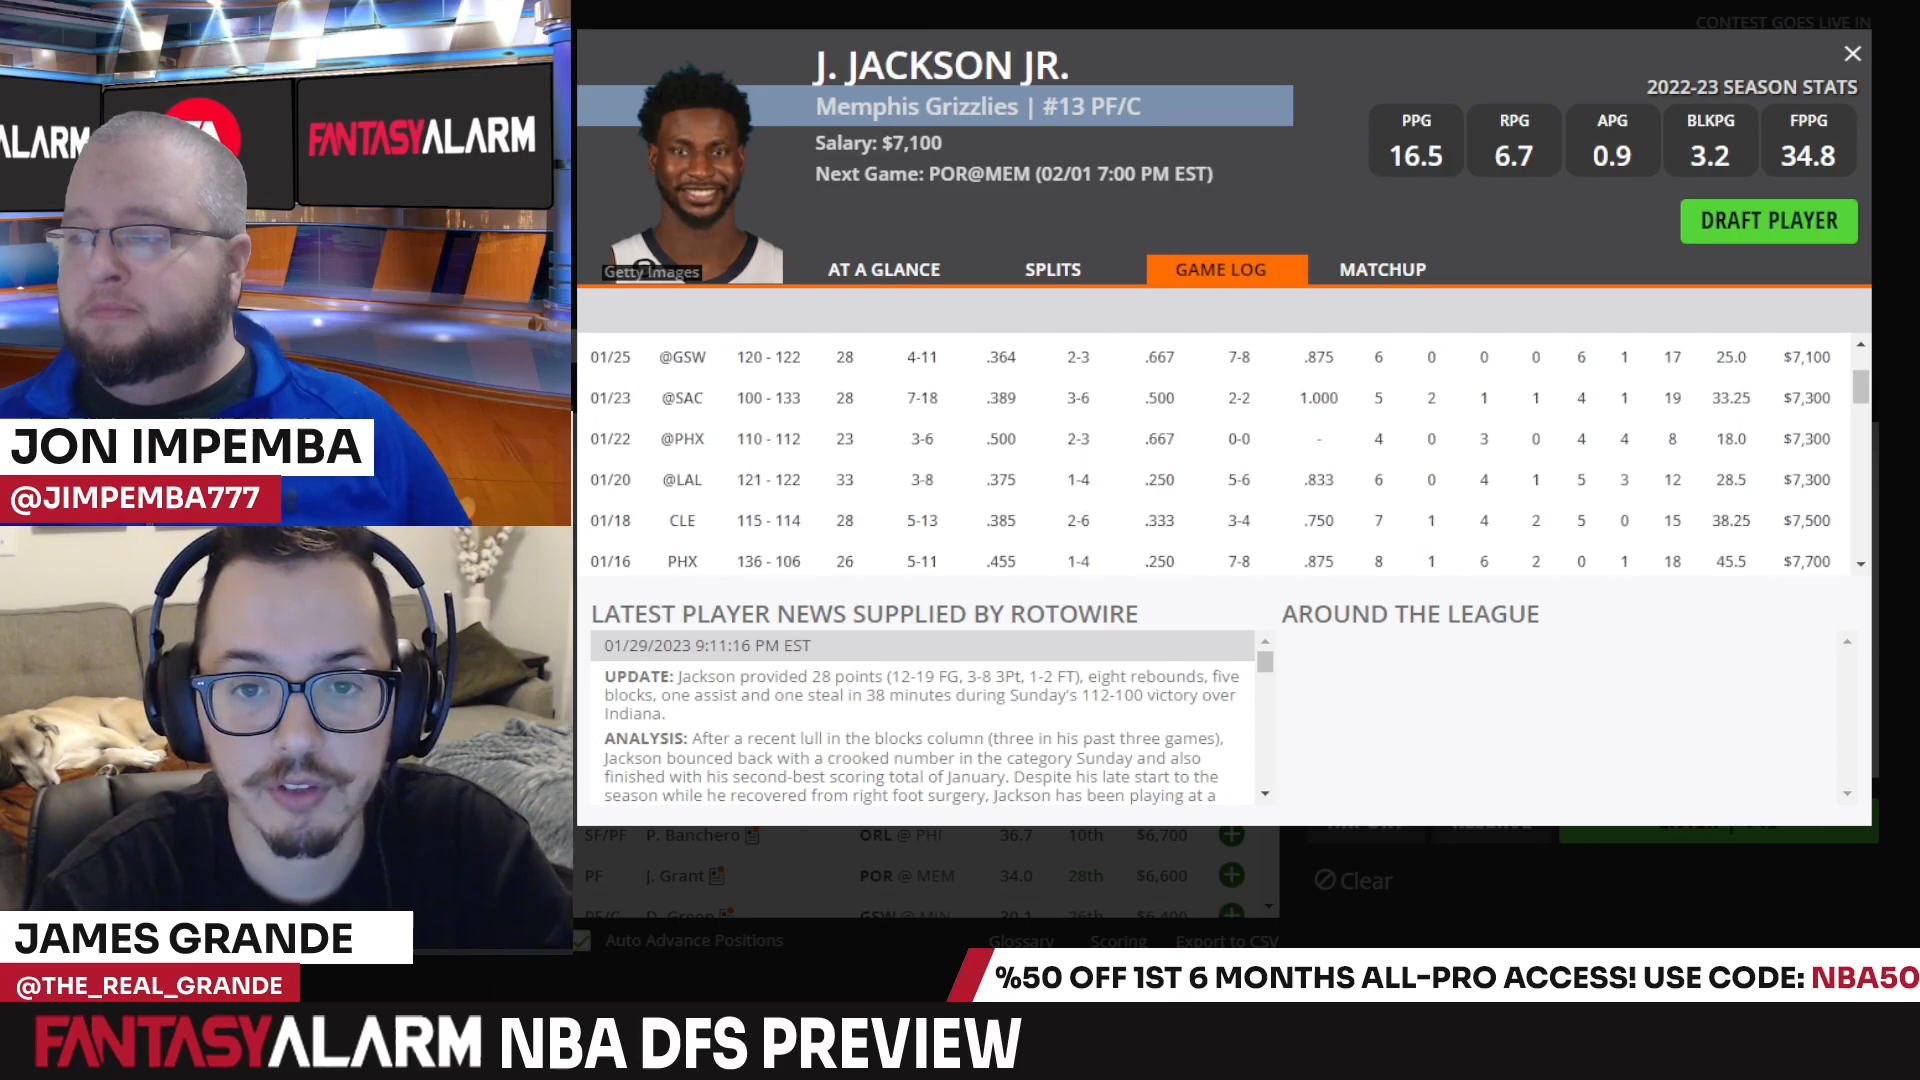 CONTEST GOES LIVE IN
ALARM
FANTASYALARM
J. JACKSON JR.
Memphis Grizzlies | #13 PF/C
Salary: $7,100
Next Game: POR@MEM (02/01 7:00 PM EST)
Getty Images
2022-23 SEASON STATS
PPG RPG APG BLKPG FPPG
16.5 6.7 0.9 3.2 34.8
DRAFT PLAYER
AT A GLANCE SPLITS GAME LOG MATCHUP
01/25 @GSW 120 - 122 28 4-11 .364 2-3 .667 7-8 .875 6 0 0 0 6 1 17 25.0 $7,100
01/23 @SAC 100 - 133 28 7-18 .389 3-6 .500 2-2 1.000 5 2 1 1 4 1 19 33.25 $7,300
01/22 @PHX 110 - 112 23 3-6 .500 2-3 .667 0-0 - 4 0 3 0 4 4 8 18.0 $7,300
01/20 @LAL 121 - 122 33 3-8 .375 1-4 .250 5-6 .833 6 0 4 1 5 3 12 28.5 $7,300
01/18 CLE 115 - 114 28 5-13 .385 2-6 .333 3-4 .750 7 1 4 2 5 0 15 38.25 $7,500
01/16 PHX 136 - 106 26 5-11 .455 1-4 .250 7-8 .875 8 1 6 2 0 1 18 45.5 $7,700
LATEST PLAYER NEWS SUPPLIED BY ROTOWIRE
01/29/2023 9:11:16 PM EST
UPDATE: Jackson provided 28 points (12-19 FG, 3-8 3Pt, 1-2 FT), eight rebounds, five
blocks, one assist and one steal in 38 minutes during Sunday's 112-100 victory over
Indiana.
ANALYSIS: After a recent lull in the blocks column (three in his past three games),
Jackson bounced back with a crooked number in the category Sunday and also
finished with his second-best scoring total of January. Despite his late start to the
season while he recovered from right foot surgery, Jackson has been playing at a
AROUND THE LEAGUE
SF/PF P. Banchero ORL @ PHI 36.7 10th $6,700
PF J. Grant POR @ MEM 34.0 28th $6,600
PF/C D. Green GSW @ MIN 30.1 26th $6,400
Clear
Auto Advance Positions
Glossary Scoring Export to CSV
JON IMPEMBA
@JIMPEMBA777
JAMES GRANDE
@THE_REAL_GRANDE
%50 OFF 1ST 6 MONTHS ALL-PRO ACCESS! USE CODE: NBA50
FANTASYALARM NBA DFS PREVIEW